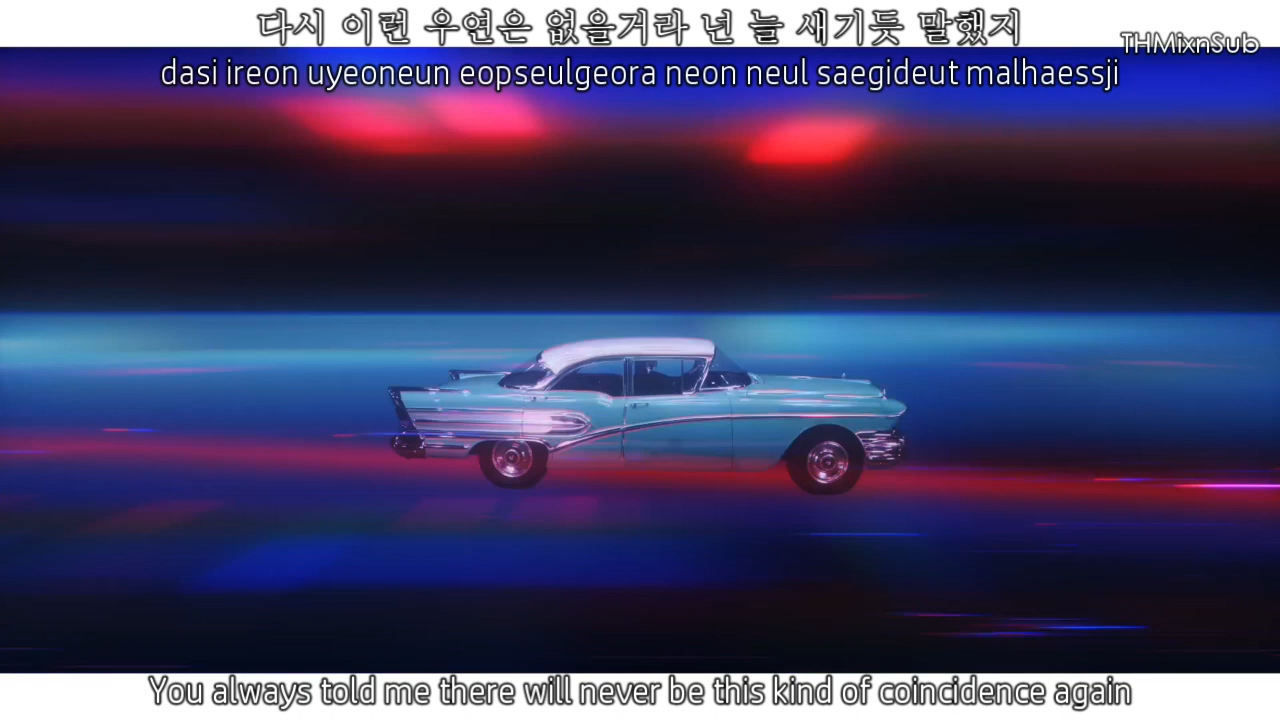 다시 이런 우연은 없을거라 넌 늘 새기듯 말했지
THMixnSub
dasi ireon uyeoneun eopseulgeora neon neul saegideut malhaessji
You always told me there will never be this kind of coincidence again